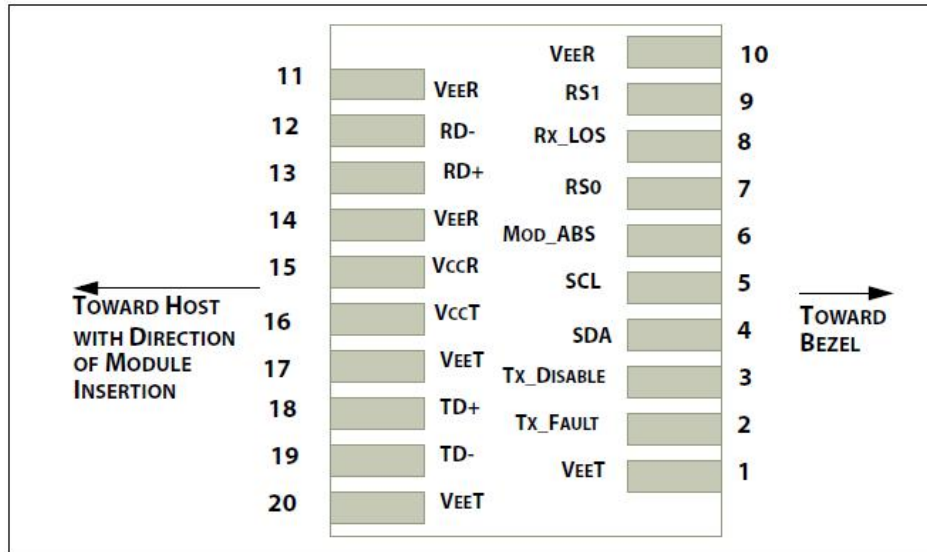 11 VEER
12 RD-
13 RD+
14 VEER
15 VCCR
16 VCCT
17 VEET
18 TD+
19 TD-
20 VEET
VEER 10
RS1 9
RX_LOS 8
RS0 7
MOD_ABS 6
SCL 5
SDA 4
TX_DISABLE 3
TX_FAULT 2
VEET 1
TOWARD HOST
WITH DIRECTION
OF MODULE
INSERTION
TOWARD
BEZEL